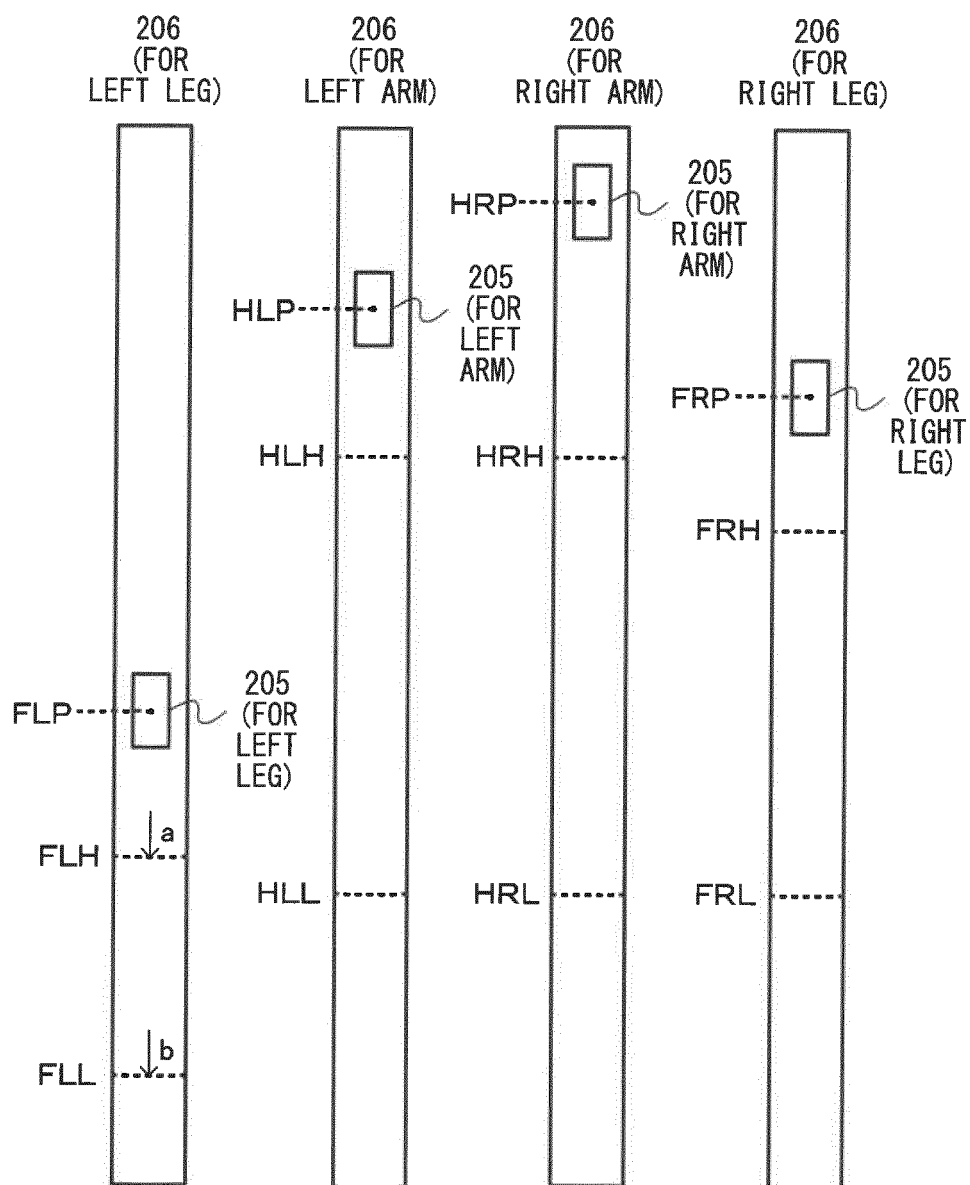 206
(FOR
LEFT LEG)
206
(FOR
LEFT ARM)
206
(FOR
RIGHT ARM)
206
(FOR
RIGHT LEG)
HRP
205
(FOR
RIGHT
ARM)
HLP
205
(FOR
LEFT
ARM)
FRP
205
(FOR
RIGHT
LEG)
HLH
HRH
FRH
FLP
205
(FOR
LEFT
LEG)
a
FLH
HLL
HRL
FRL
b
FLL